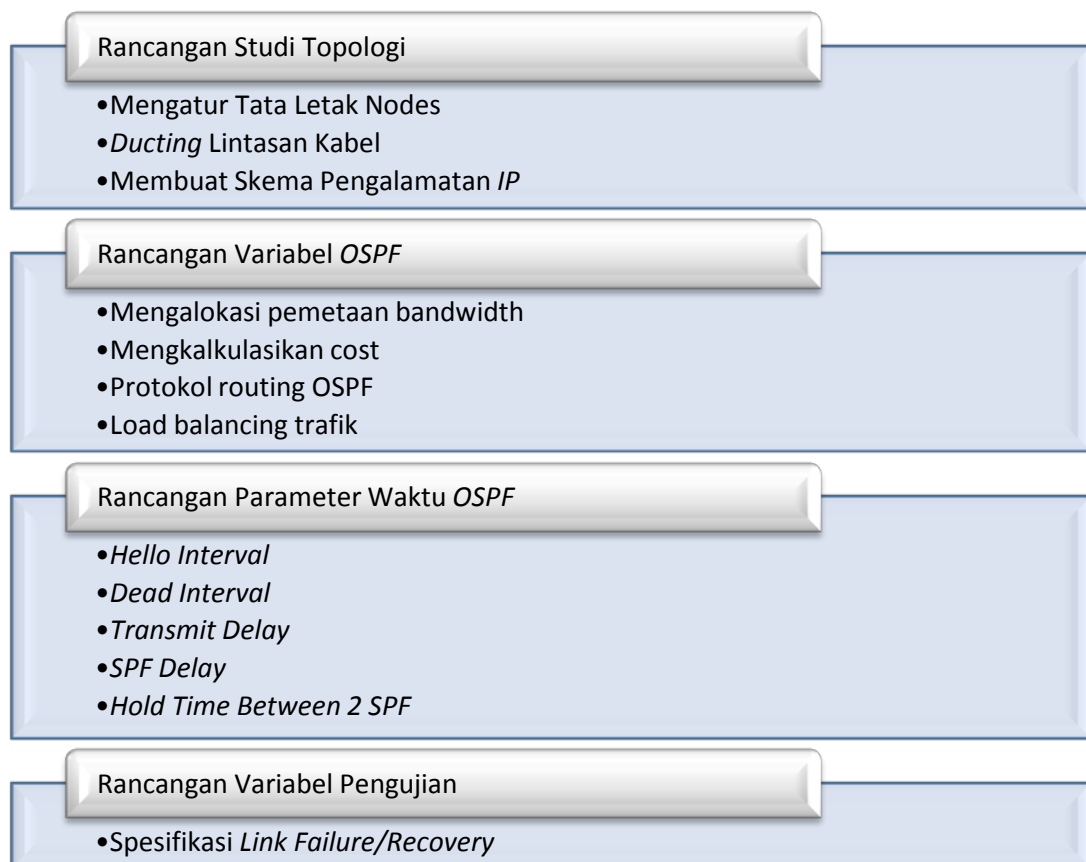 Rancangan Studi Topologi
•Mengatur Tata Letak Nodes
•Ducting Lintasan Kabel
•Membuat Skema Pengalamatan IP
Rancangan Variabel OSPF
•Mengalokasi pemetaan bandwidth
•Mengkalkulasikan cost
•Protokol routing OSPF
•Load balancing trafik
Rancangan Parameter Waktu OSPF
•Hello Interval
•Dead Interval
•Transmit Delay
•SPF Delay
•Hold Time Between 2 SPF
Rancangan Variabel Pengujian
•Spesifikasi Link Failure/Recovery